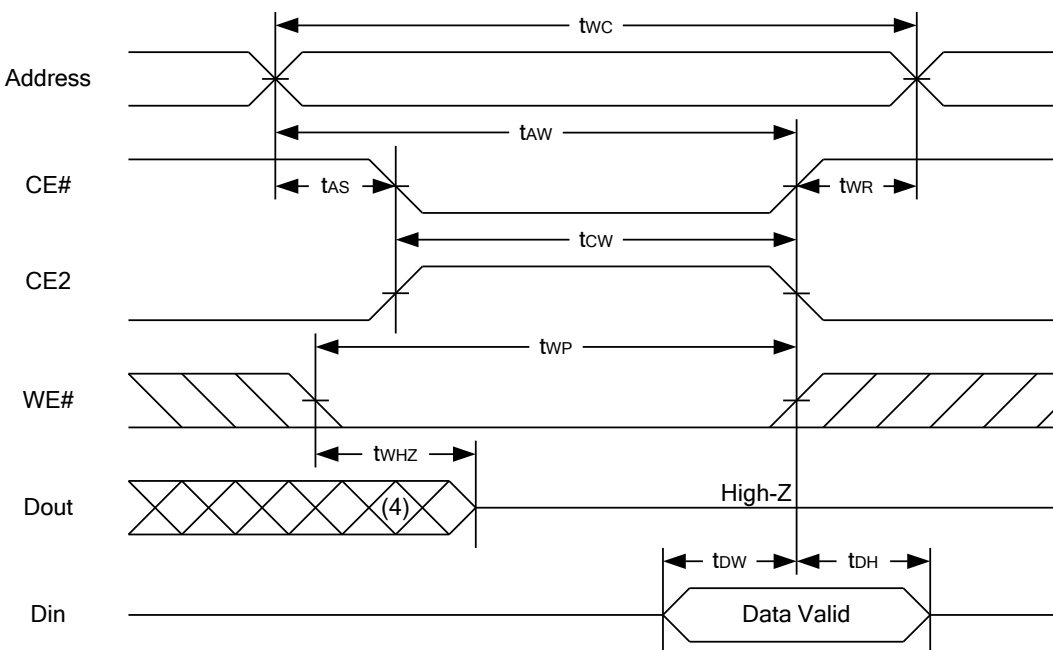 tWC
Address
tAW
CE#
tAS
tWR
tCW
CE2
tWP
WE#
tWHZ
Dout
(4)
High-Z
tDW
tDH
Din
Data Valid